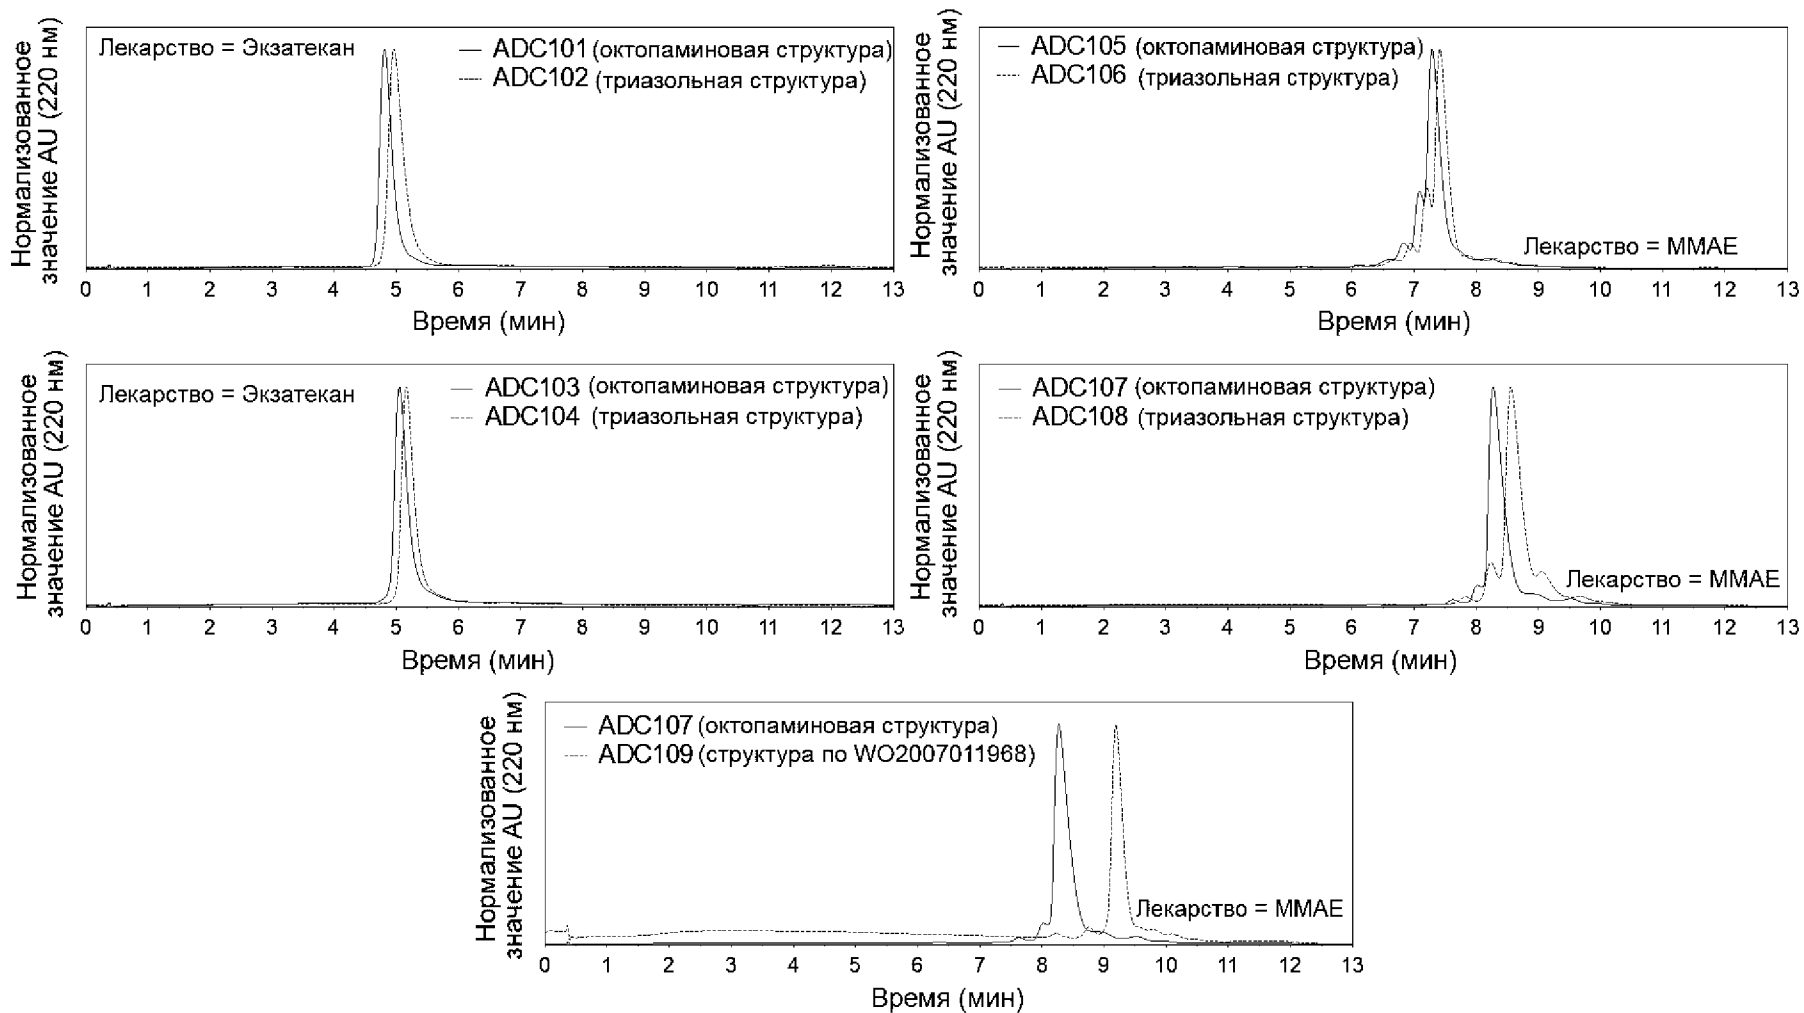 Нормализованное
значение AU (220 нм)
Лекарство = Экзатекан
ADC101 (октопаминовая структура)
ADC102 (триазольная структура)
0 1 2 3 4 5 6 7 8 9 10 11 12 13
Время (мин)
Нормализованное
значение AU (220 нм)
ADC105 (октопаминовая структура)
ADC106 (триазольная структура)
Лекарство = MMAE
0 1 2 3 4 5 6 7 8 9 10 11 12 13
Время (мин)
Нормализованное
значение AU (220 нм)
Лекарство = Экзатекан
ADC103 (октопаминовая структура)
ADC104 (триазольная структура)
0 1 2 3 4 5 6 7 8 9 10 11 12 13
Время (мин)
Нормализованное
значение AU (220 нм)
ADC107 (октопаминовая структура)
ADC108 (триазольная структура)
Лекарство = MMAE
0 1 2 3 4 5 6 7 8 9 10 11 12 13
Время (мин)
Нормализованное
значение AU (220 нм)
ADC107 (октопаминовая структура)
ADC109 (структура по WO2007011968)
Лекарство = MMAE
0 1 2 3 4 5 6 7 8 9 10 11 12 13
Время (мин)